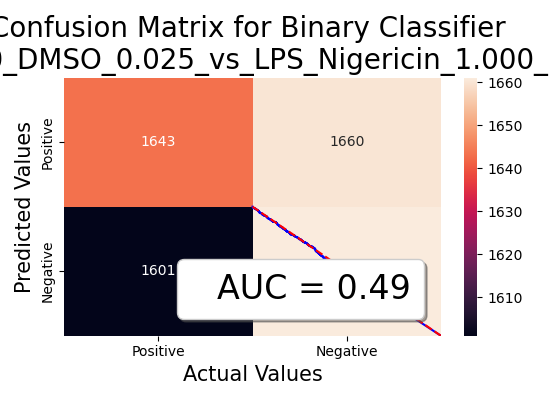 Confusion Matrix for Binary Classifier
0_DMSO_0.025_vs_LPS_Nigericin_1.000_
Predicted Values
Positive
Negative
1643
1660
1601
AUC = 0.49
Positive
Negative
Actual Values
1660
1650
1640
1630
1620
1610